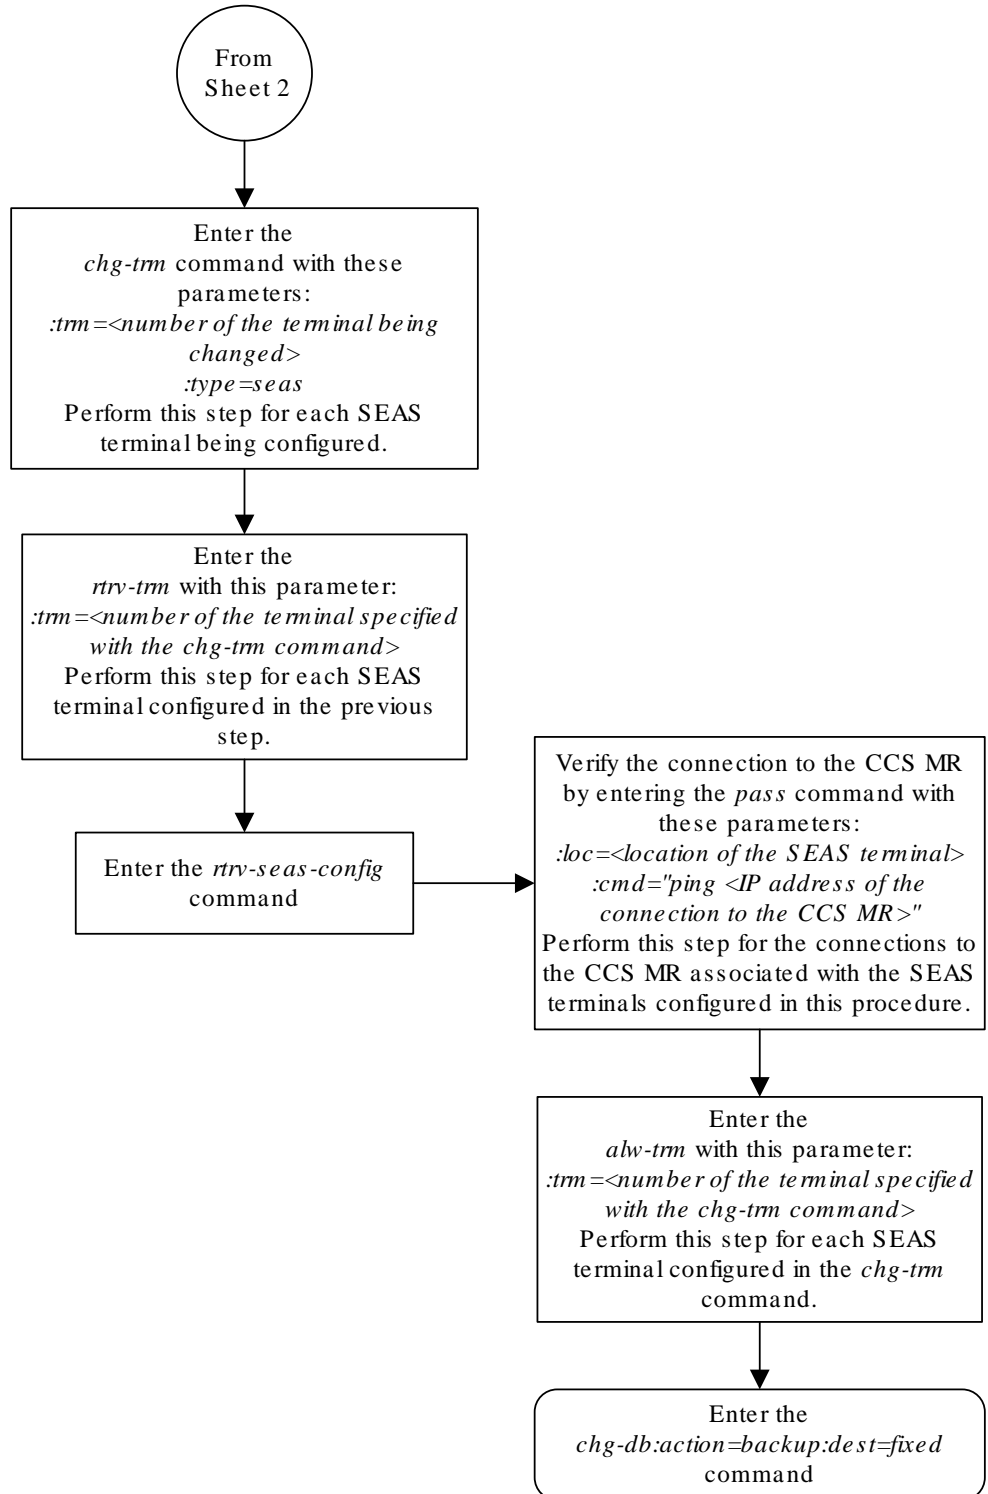 From
Sheet 2
Enter the
chg-trm command with these
parameters:
:trm=<number of the terminal being
changed>
:type=seas
Perform this step for each SEAS
terminal being configured.
Enter the
rtrv-trm with this parameter:
:trm=<number of the terminal specified
with the chg-trm command>
Perform this step for each SEAS
terminal configured in the previous
step.
Enter the rtrv-seas-config
command
Verify the connection to the CCS MR
by entering the pass command with
these parameters:
:loc=<location of the SEAS terminal>
:cmd="ping <IP address of the
connection to the CCS MR>"
Perform this step for the connections to
the CCS MR associated with the SEAS
terminals configured in this procedure.
Enter the
alw-trm with this parameter:
:trm=<number of the terminal specified
with the chg-trm command>
Perform this step for each SEAS
terminal configured in the chg-trm
command.
Enter the
chg-db:action=backup:dest=fixed
command